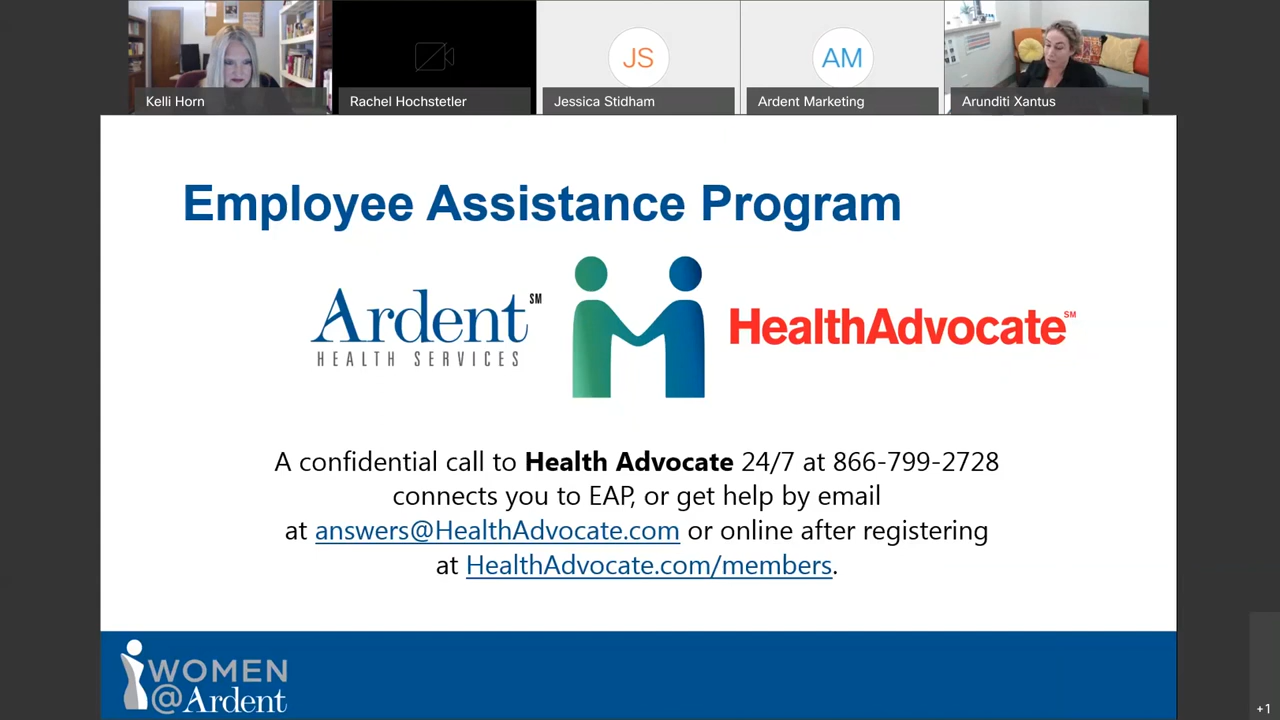 JS
AM
Kelli Horn
Rachel Hochstetler
Jessica Stidham
Ardent Marketing
Arunditi Xantus
Employee Assistance Program
Ardent SM
HEALTH SERVICES
HealthAdvocate SM
A confidential call to Health Advocate 24/7 at 866-799-2728
connects you to EAP, or get help by email
at answers@HealthAdvocate.com or online after registering
at HealthAdvocate.com/members.
WOMEN
@Ardent
+1